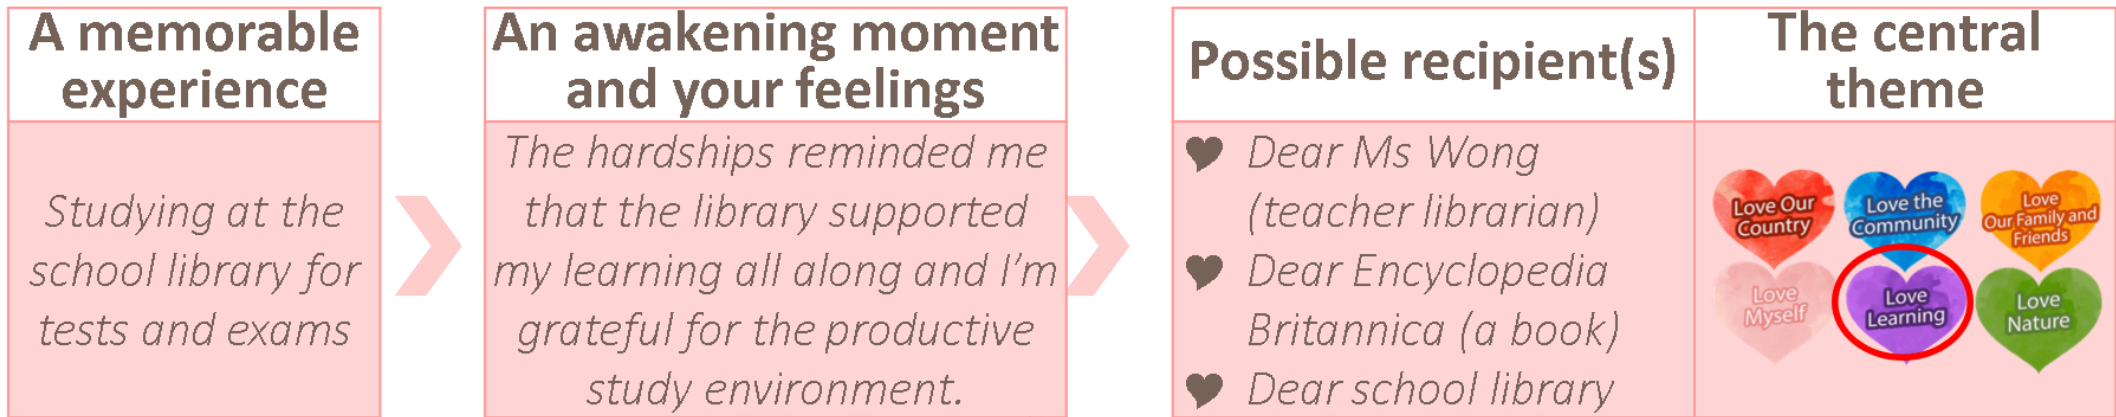 A memorable
experience
Studying at the
school library for
tests and exams
An awakening moment
and your feelings
The hardships reminded me
that the library supported
my learning all along and I'm
grateful for the productive
study environment.
Possible recipient(s)
Dear Ms Wong
(teacher librarian)
Dear Encyclopedia
Britannica (a book)
Dear school library
The central
theme
Love Our
Country
Love the
Community
Love
Our Family and
Friends
Love
Myself
Love
Learning
Love
Nature